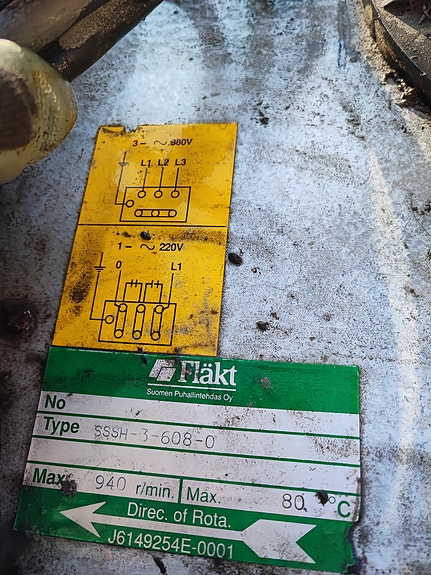 3- ~ 380V
L1 L2 L3
1- ~ 220V
0 L1
Fläkt
Suomen Puhallintehdas Oy
No
Type SSSH-3-608-0
Max. 940 r/min. Max. 80 °C
Direc. of Rota.
J6149254E-0001